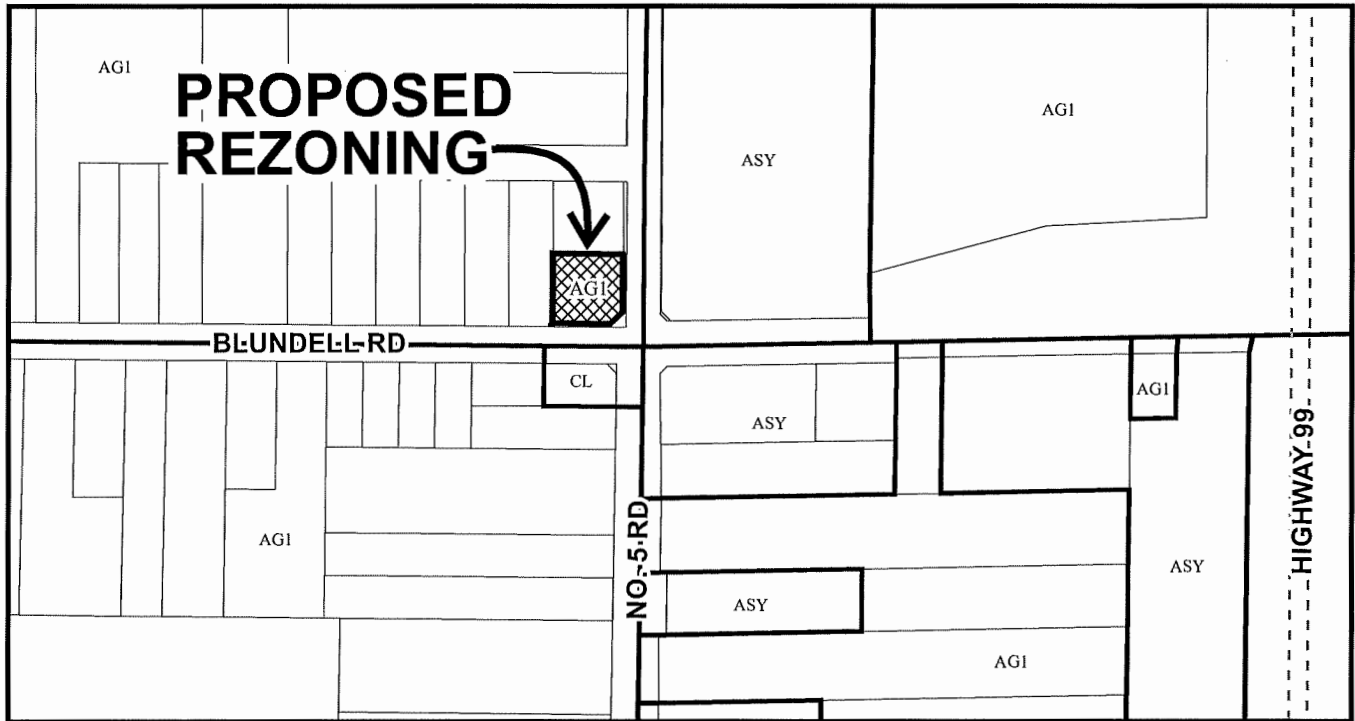 AG1
PROPOSED
REZONING
AG1
ASY
AG1
BLUNDELL RD
CL
ASY
AG1
AG1
NO. 5 RD
ASY
ASY
AG1
HIGHWAY 99